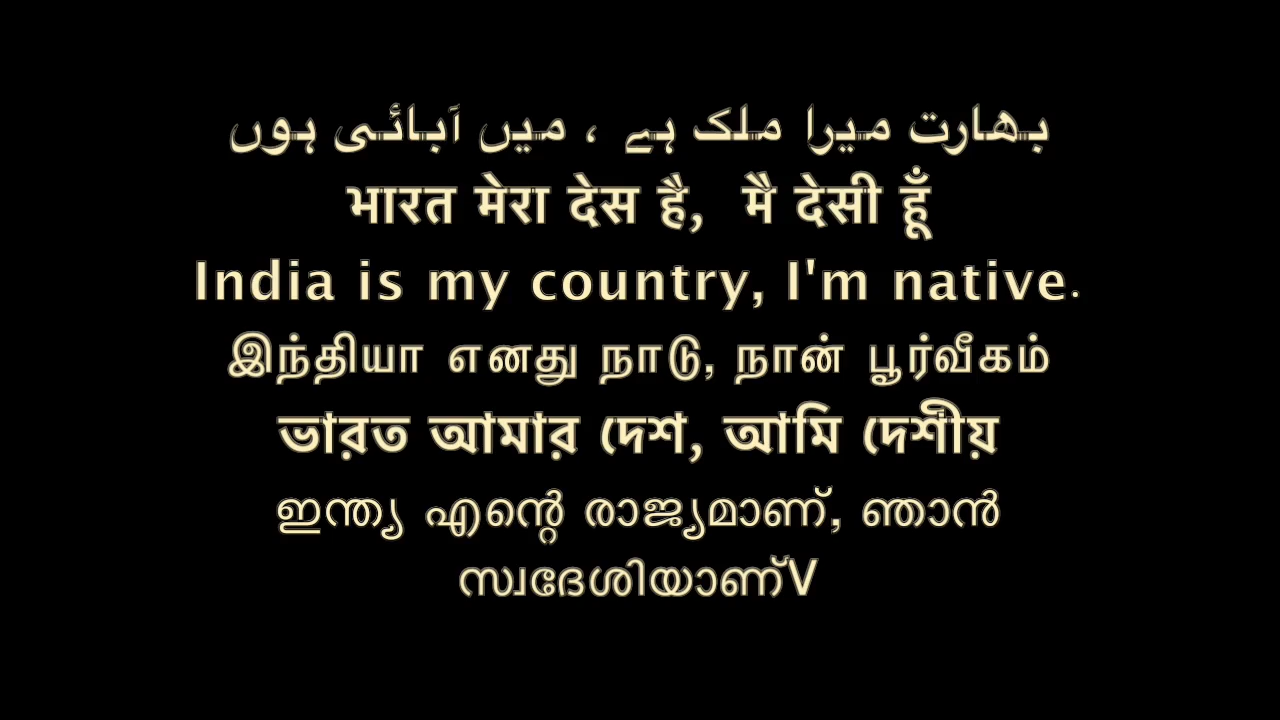 بھارت میرا ملک ہے ، میں آبائی ہوں
भारत मेरा देस है, मै देसी हूँ
India is my country, I'm native.
இந்தியா எனது நாடு, நான் பூர்வீகம்
ভারত আমার দেশ, আমি দেশীয়
ഇന്ത്യ എന്റെ രാജ്യമാണ്, ഞാൻ
സ്വദേശിയാണ്V